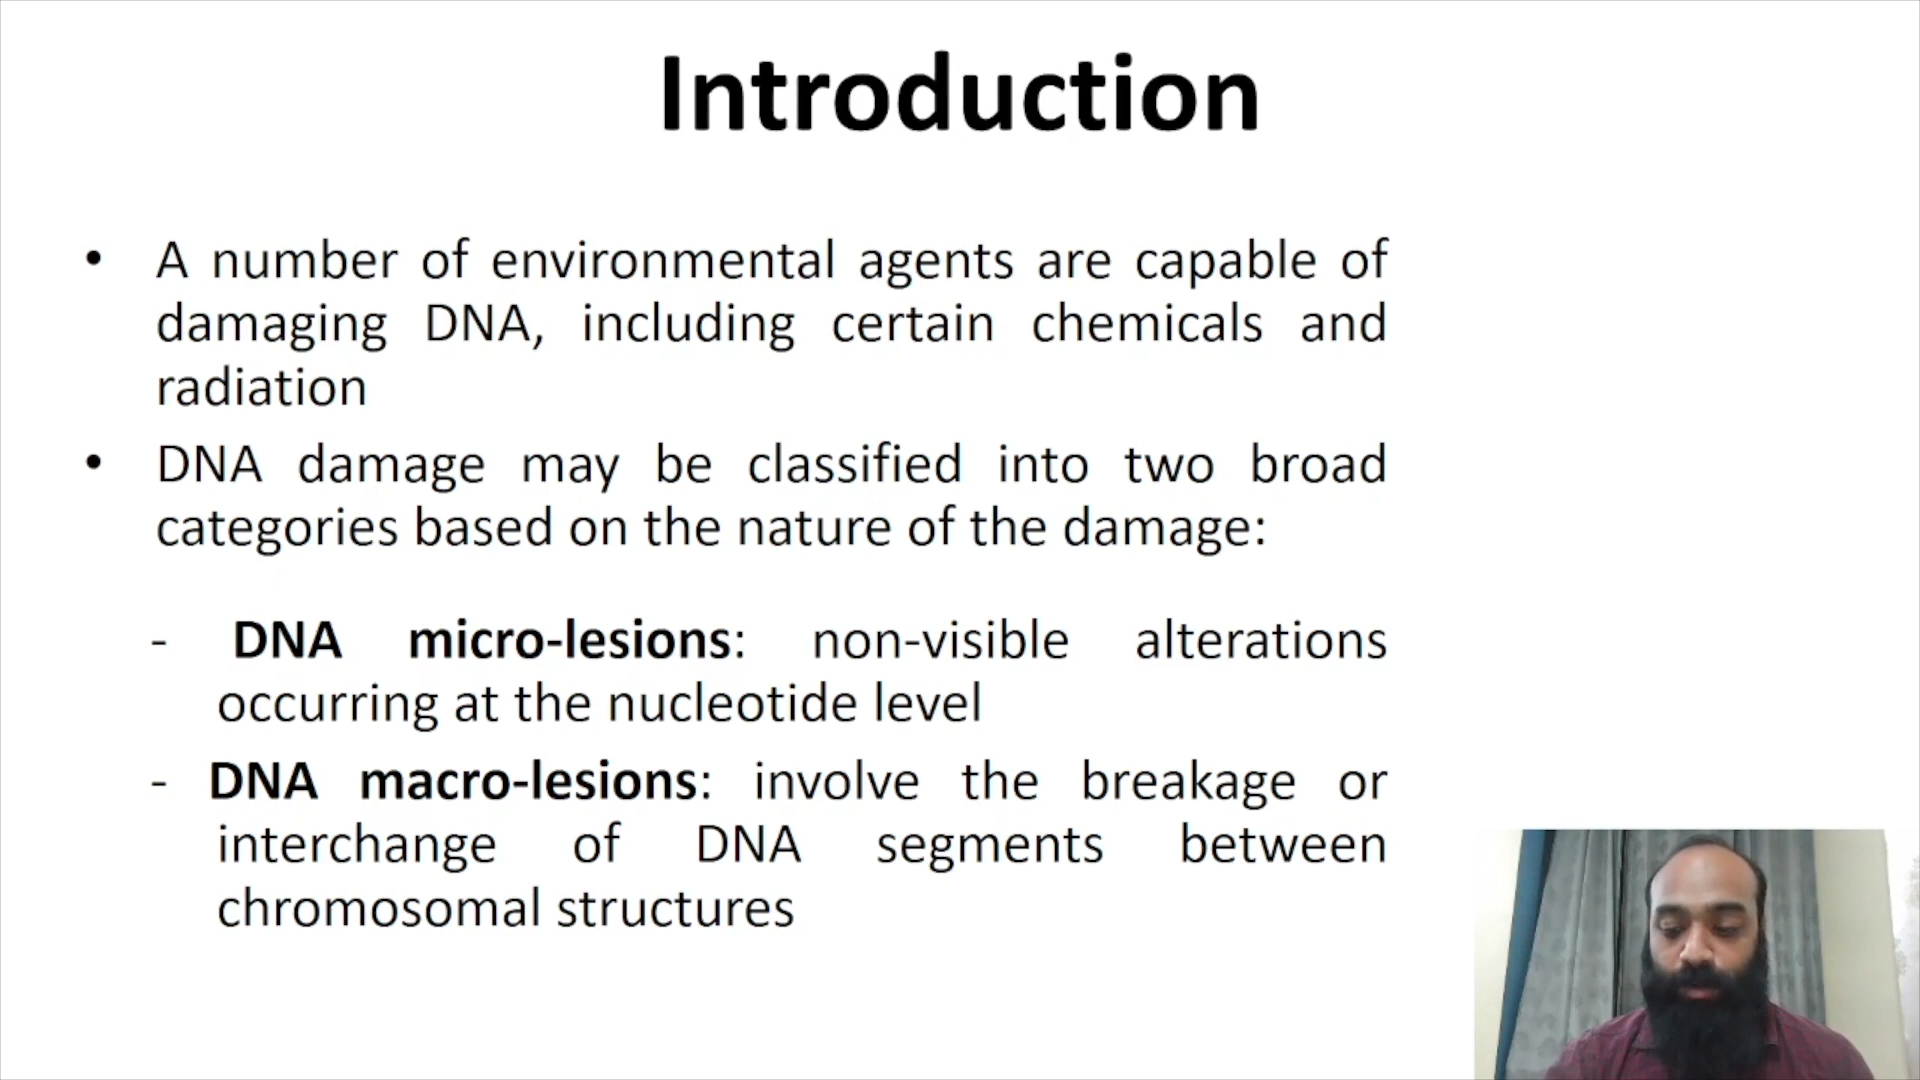 Introduction
• A number of environmental agents are capable of
damaging DNA, including certain chemicals and
radiation
• DNA damage may be classified into two broad
categories based on the nature of the damage:
- DNA micro-lesions: non-visible alterations
occurring at the nucleotide level
- DNA macro-lesions: involve the breakage or
interchange of DNA segments between
chromosomal structures